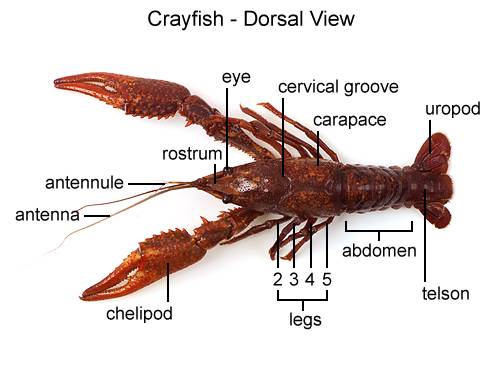 Crayfish - Dorsal View
eye
cervical groove
uropod
carapace
rostrum
antennule
antenna
abdomen
2 3 4 5
telson
chelipod
legs